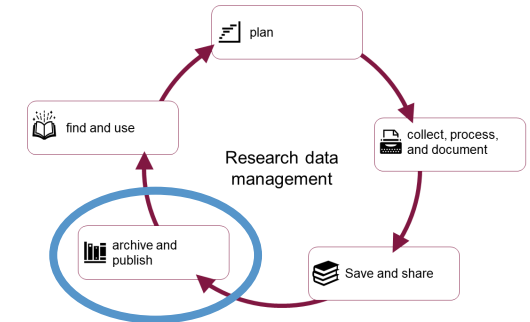 plan
collect, process,
and document
Save and share
archive and
publish
find and use
Research data
management